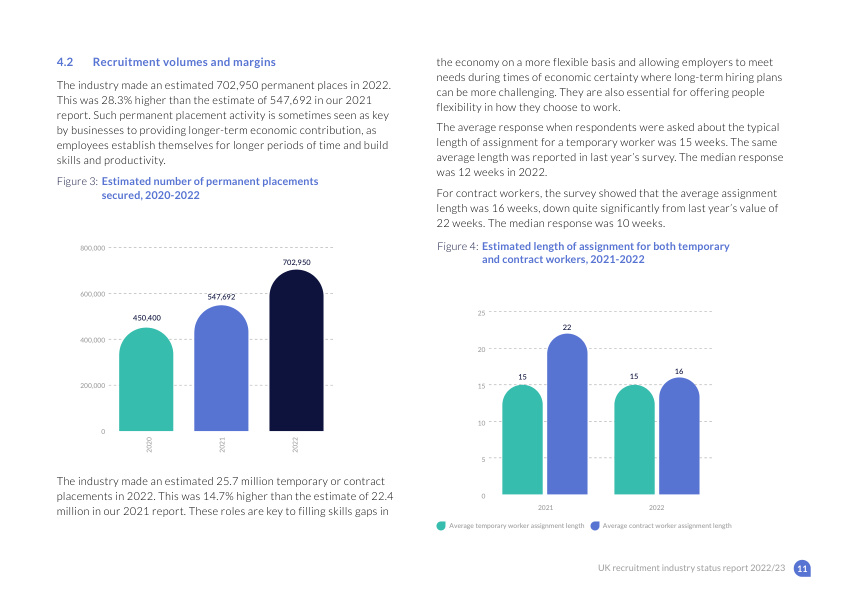 4.2 Recruitment volumes and margins
The industry made an estimated 702,950 permanent places in 2022.
This was 28.3% higher than the estimate of 547,692 in our 2021
report. Such permanent placement activity is sometimes seen as key
by businesses to providing longer-term economic contribution, as
employees establish themselves for longer periods of time and build
skills and productivity.
Figure 3: Estimated number of permanent placements
secured, 2020-2022
800,000
600,000
400,000
200,000
0
450,400
547,692
702,950
2020
2021
2022
The industry made an estimated 25.7 million temporary or contract
placements in 2022. This was 14.7% higher than the estimate of 22.4
million in our 2021 report. These roles are key to filling skills gaps in
the economy on a more flexible basis and allowing employers to meet
needs during times of economic certainty where long-term hiring plans
can be more challenging. They are also essential for offering people
flexibility in how they choose to work.
The average response when respondents were asked about the typical
length of assignment for a temporary worker was 15 weeks. The same
average length was reported in last year's survey. The median response
was 12 weeks in 2022.
For contract workers, the survey showed that the average assignment
length was 16 weeks, down quite significantly from last year's value of
22 weeks. The median response was 10 weeks.
Figure 4: Estimated length of assignment for both temporary
and contract workers, 2021-2022
25
20
15
10
5
0
15
22
15
16
2021
2022
Average temporary worker assignment length
Average contract worker assignment length
UK recruitment industry status report 2022/23 11